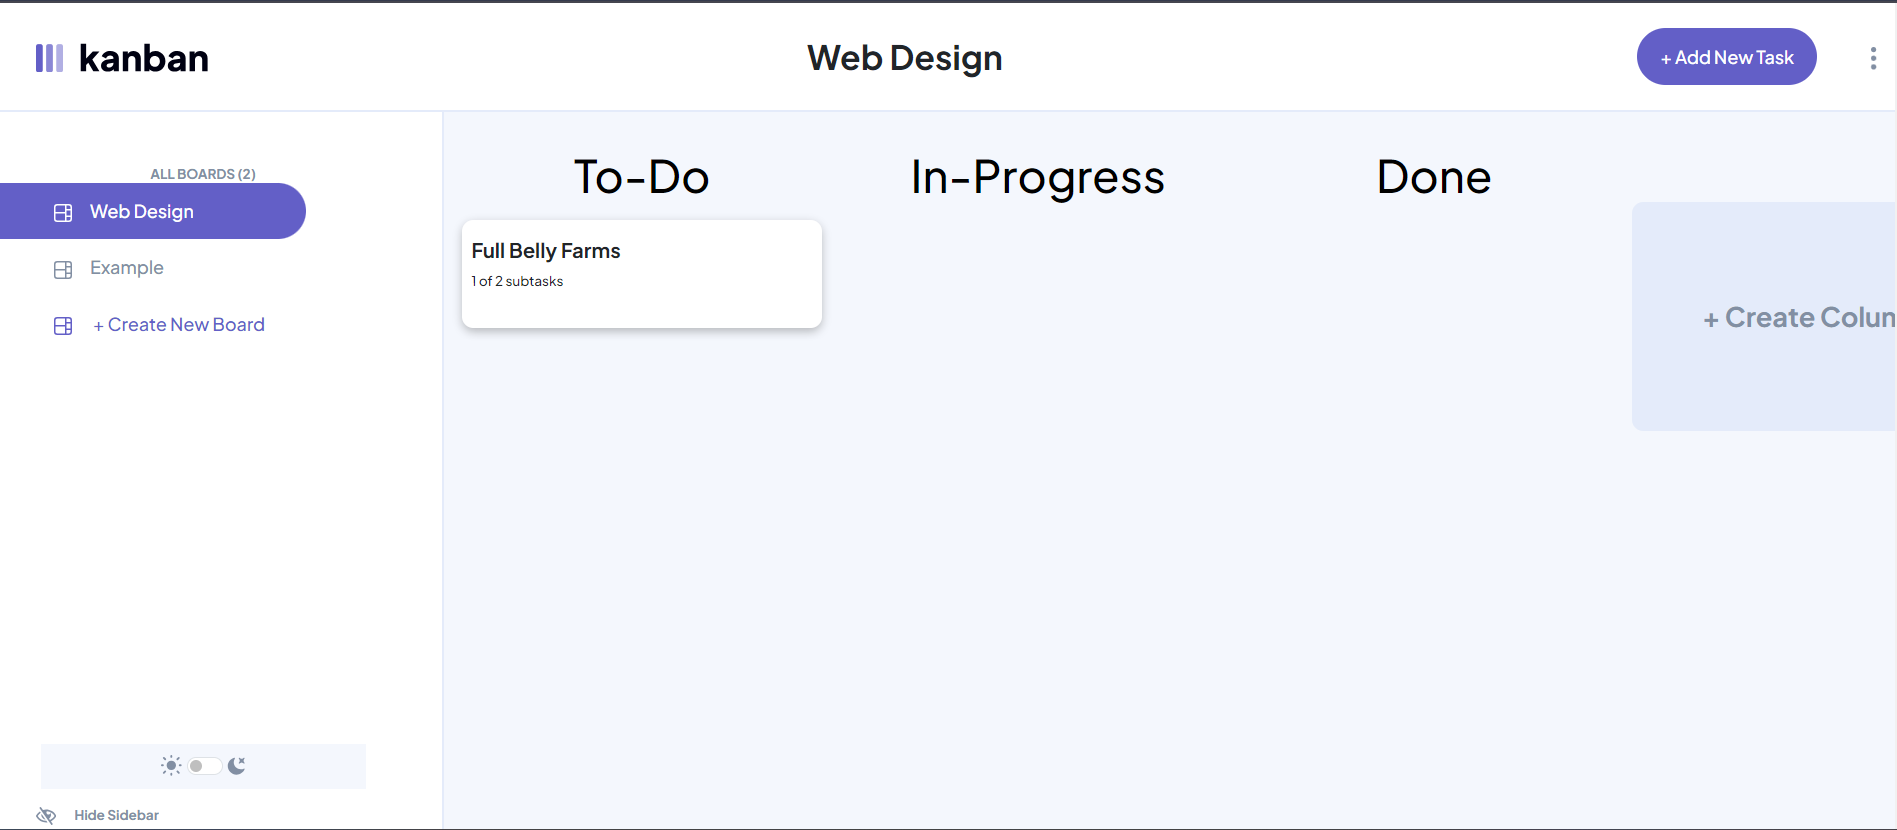 kanban
Web Design
+ Add New Task
ALL BOARDS (2)
Web Design
Example
+ Create New Board
To-Do
In-Progress
Done
Full Belly Farms
1 of 2 subtasks
+ Create Colum
Hide Sidebar